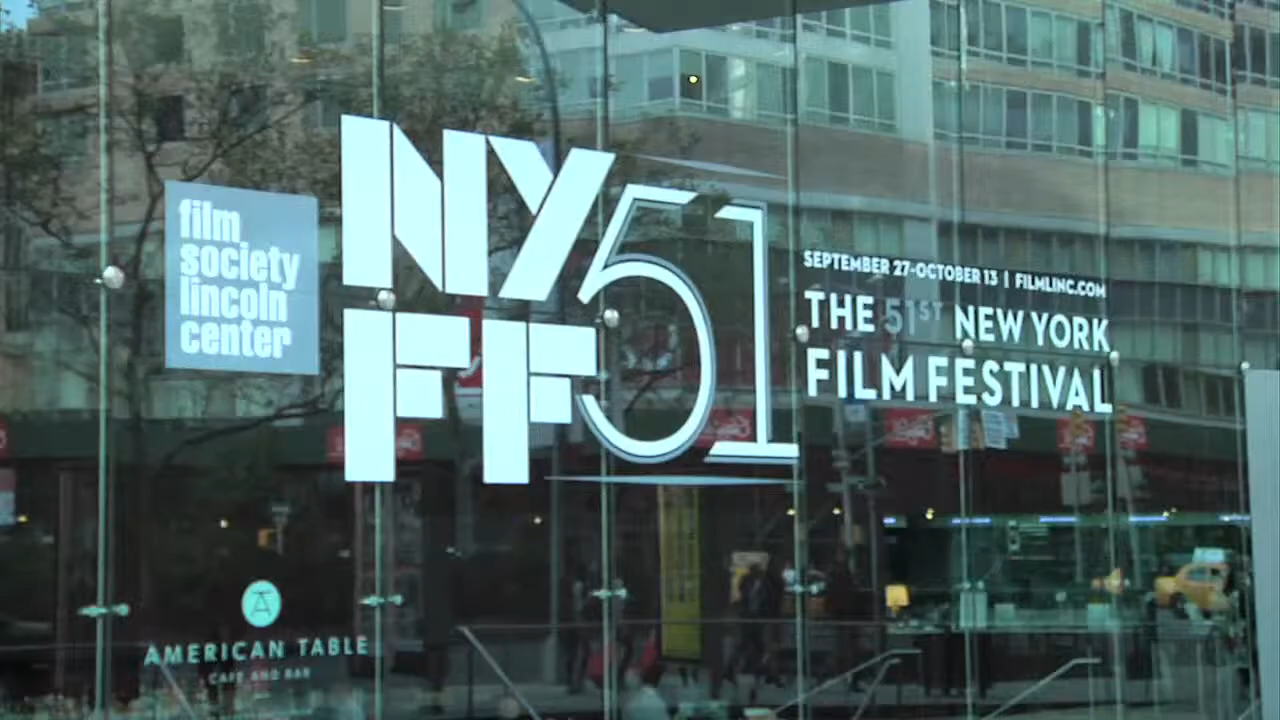 film
society
lincoln
center
NY
FF
51
SEPTEMBER 27-OCTOBER 13 | FILMLINC.COM
THE 51ST NEW YORK
FILM FESTIVAL
AMERICAN TABLE
CAFE AND BAR